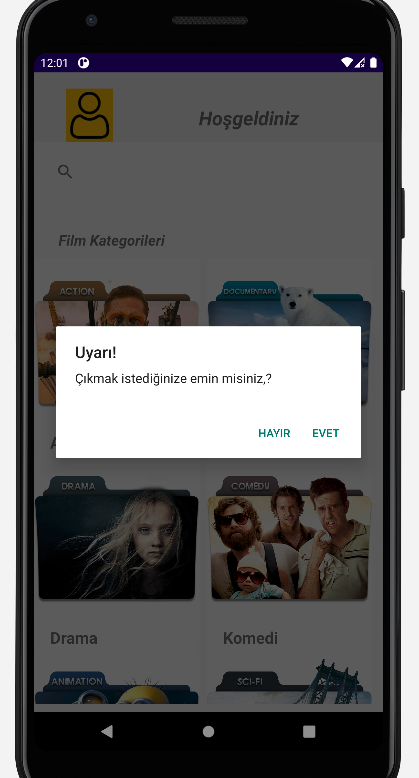 12:01
Hoşgeldiniz
Film Kategorileri
ACTION
DOCUMENTARY
Uyarı!
Çıkmak istediğinize emin misiniz,?
HAYIR
EVET
A
DRAMA
COMEDY
Drama
Komedi
ANIMATION
SCI-FI